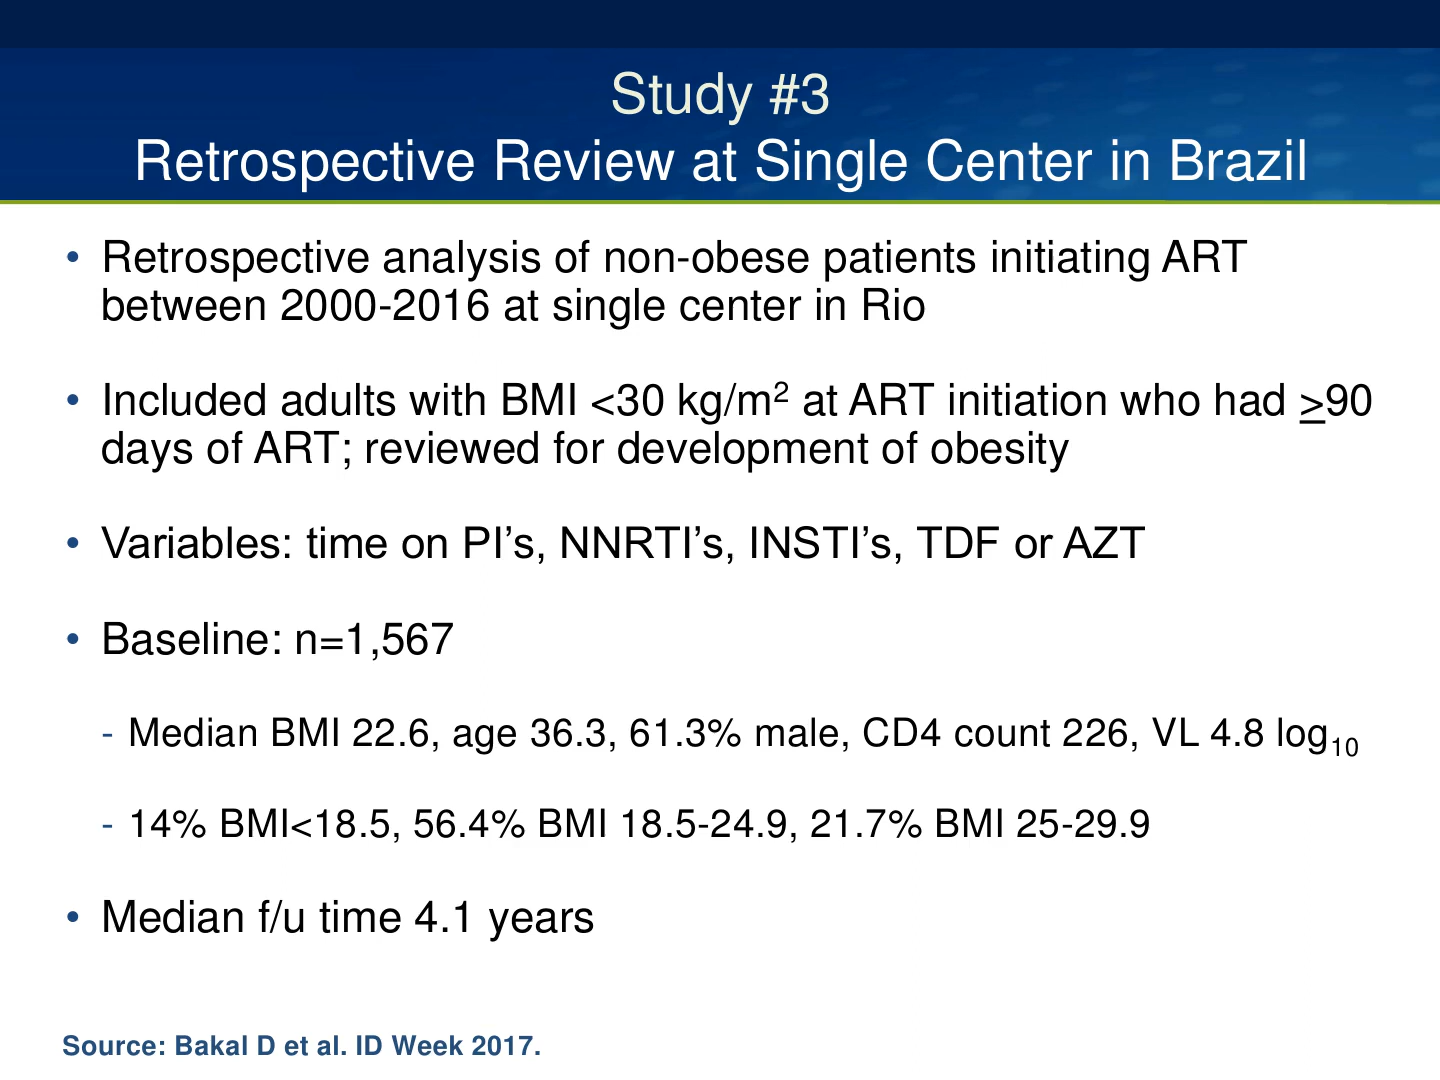 Study #3
Retrospective Review at Single Center in Brazil
• Retrospective analysis of non-obese patients initiating ART
between 2000-2016 at single center in Rio
• Included adults with BMI <30 kg/m² at ART initiation who had ≥90
days of ART; reviewed for development of obesity
• Variables: time on PI’s, NNRTI’s, INSTI’s, TDF or AZT
• Baseline: n=1,567
- Median BMI 22.6, age 36.3, 61.3% male, CD4 count 226, VL 4.8 log₁₀
- 14% BMI<18.5, 56.4% BMI 18.5-24.9, 21.7% BMI 25-29.9
• Median f/u time 4.1 years
Source: Bakal D et al. ID Week 2017.